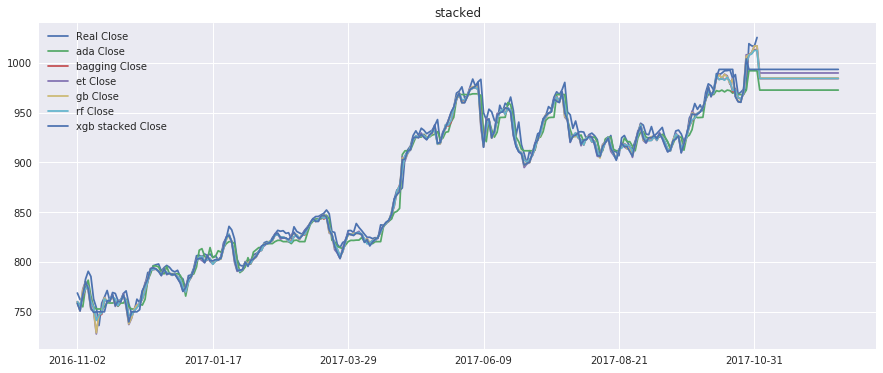 stacked
Real Close
ada Close
bagging Close
et Close
gb Close
rf Close
xgb stacked Close
1000
950
900
850
800
750
2016-11-02
2017-01-17
2017-03-29
2017-06-09
2017-08-21
2017-10-31